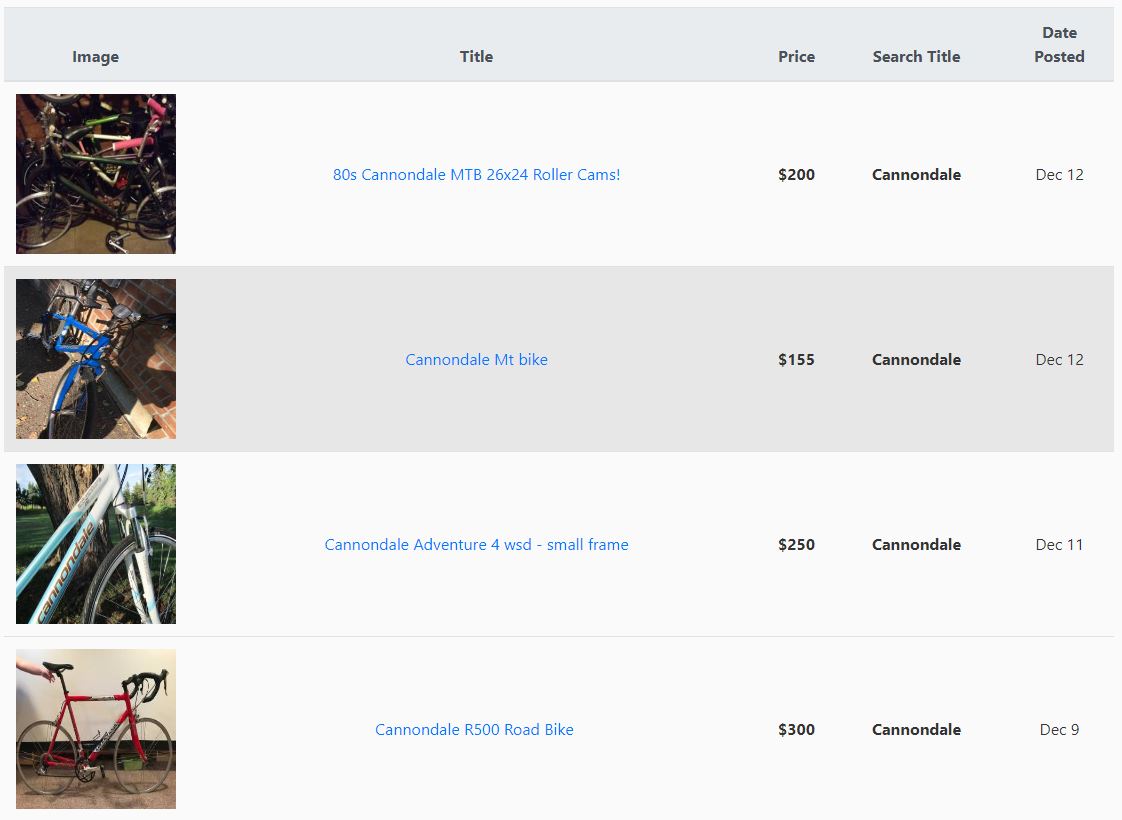 Image Title Price Search Title Date Posted
80s Cannondale MTB 26x24 Roller Cams! $200 Cannondale Dec 12
Cannondale Mt bike $155 Cannondale Dec 12
Cannondale Adventure 4 wsd - small frame $250 Cannondale Dec 11
cannondale
Cannondale R500 Road Bike $300 Cannondale Dec 9